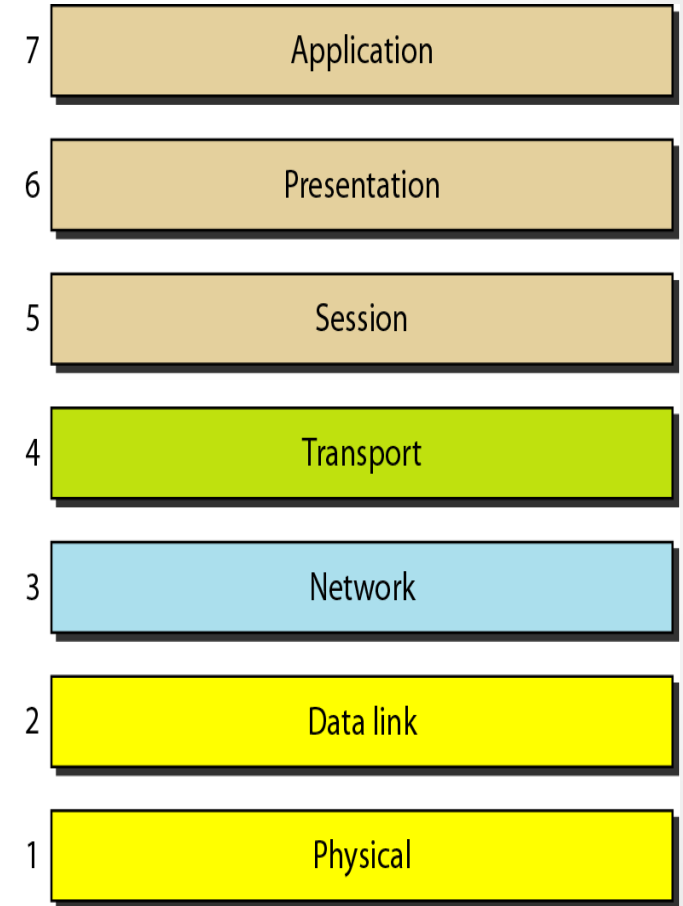 7 Application
6 Presentation
5 Session
4 Transport
3 Network
2 Data link
1 Physical